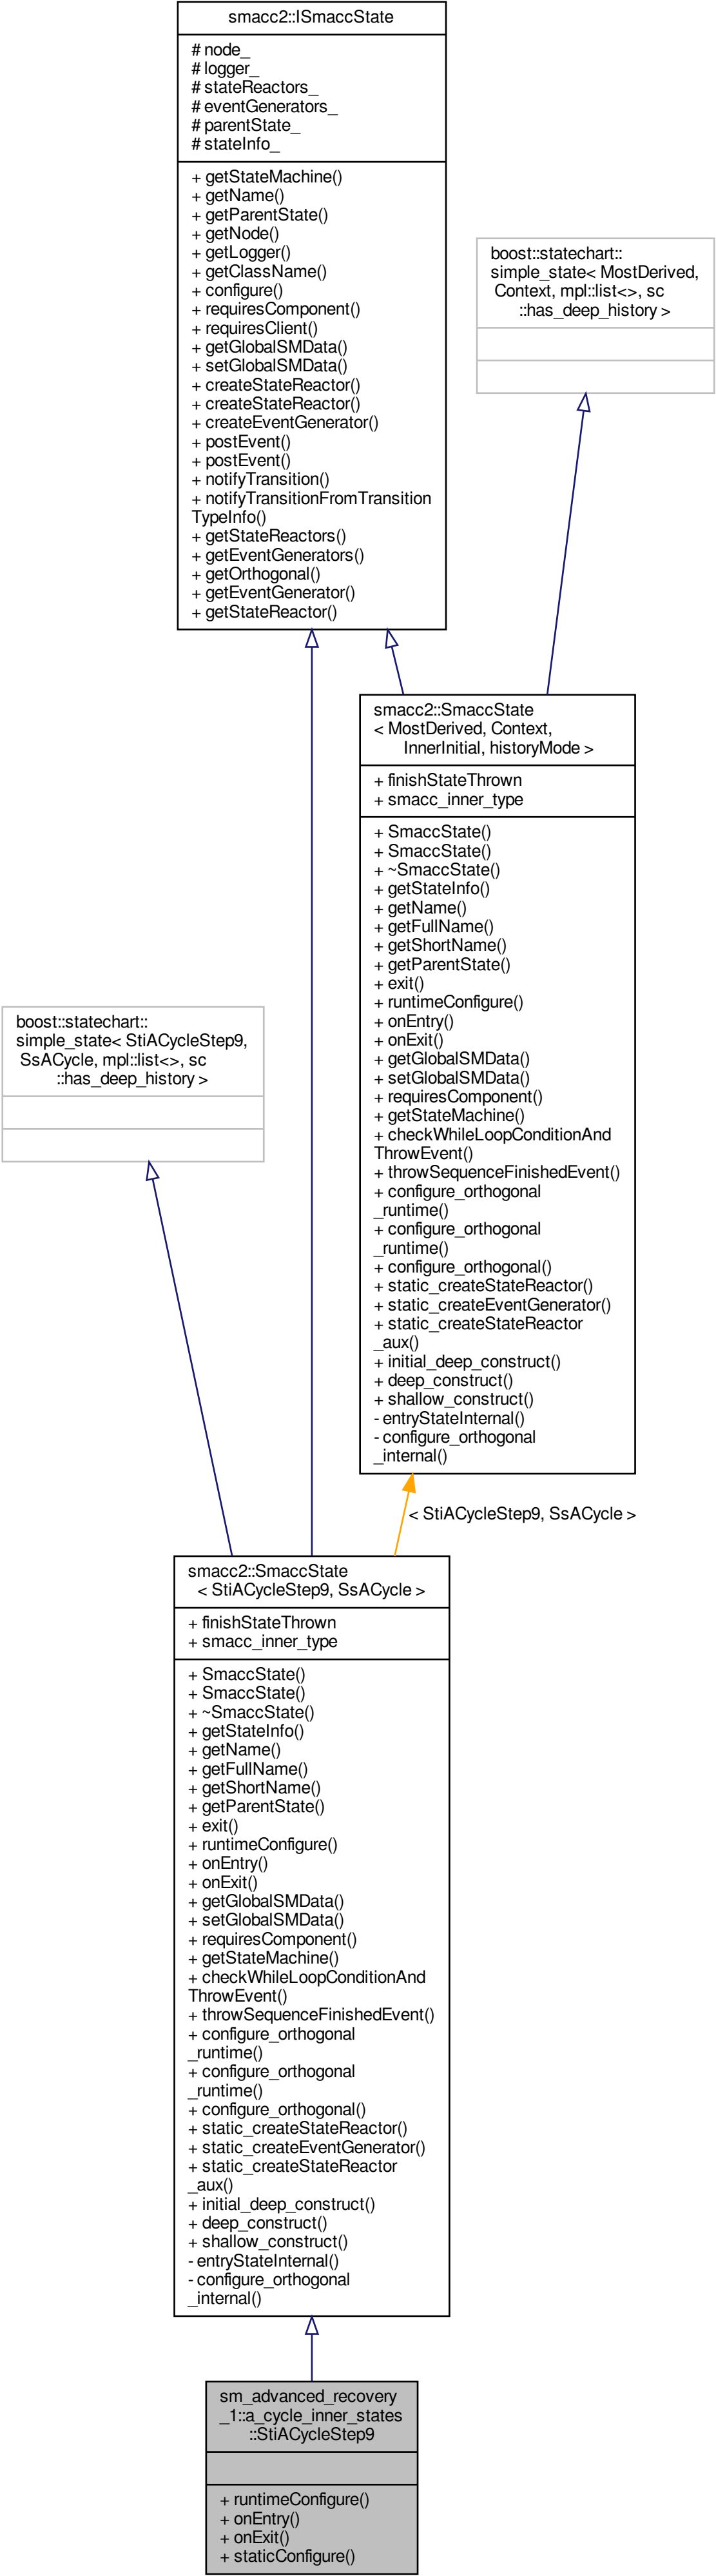 smacc2::ISmaccState
# node_
# logger_
# stateReactors_
# eventGenerators_
# parentState_
# stateInfo_
+ getStateMachine()
+ getName()
+ getParentState()
+ getNode()
+ getLogger()
+ getClassName()
+ configure()
+ requiresComponent()
+ requiresClient()
+ getGlobalSMData()
+ setGlobalSMData()
+ createStateReactor()
+ createStateReactor()
+ createEventGenerator()
+ postEvent()
+ postEvent()
+ notifyTransition()
+ notifyTransitionFromTransition
TypeInfo()
+ getStateReactors()
+ getEventGenerators()
+ getOrthogonal()
+ getEventGenerator()
+ getStateReactor()
boost::statechart::
simple_state< MostDerived,
Context, mpl::list<>, sc
::has_deep_history >
smacc2::SmaccState
< MostDerived, Context,
InnerInitial, historyMode >
+ finishStateThrown
+ smacc_inner_type
+ SmaccState()
+ SmaccState()
+ ~SmaccState()
+ getStateInfo()
+ getName()
+ getFullName()
+ getShortName()
+ getParentState()
+ exit()
+ runtimeConfigure()
+ onEntry()
+ onExit()
+ getGlobalSMData()
+ setGlobalSMData()
+ requiresComponent()
+ getStateMachine()
+ checkWhileLoopConditionAnd
ThrowEvent()
+ throwSequenceFinishedEvent()
+ configure_orthogonal
_runtime()
+ configure_orthogonal
_runtime()
+ configure_orthogonal()
+ static_createStateReactor()
+ static_createEventGenerator()
+ static_createStateReactor
_aux()
+ initial_deep_construct()
+ deep_construct()
+ shallow_construct()
- entryStateInternal()
- configure_orthogonal
_internal()
boost::statechart::
simple_state< StiACycleStep9,
SsACycle, mpl::list<>, sc
::has_deep_history >
< StiACycleStep9, SsACycle >
smacc2::SmaccState
< StiACycleStep9, SsACycle >
+ finishStateThrown
+ smacc_inner_type
+ SmaccState()
+ SmaccState()
+ ~SmaccState()
+ getStateInfo()
+ getName()
+ getFullName()
+ getShortName()
+ getParentState()
+ exit()
+ runtimeConfigure()
+ onEntry()
+ onExit()
+ getGlobalSMData()
+ setGlobalSMData()
+ requiresComponent()
+ getStateMachine()
+ checkWhileLoopConditionAnd
ThrowEvent()
+ throwSequenceFinishedEvent()
+ configure_orthogonal
_runtime()
+ configure_orthogonal
_runtime()
+ configure_orthogonal()
+ static_createStateReactor()
+ static_createEventGenerator()
+ static_createStateReactor
_aux()
+ initial_deep_construct()
+ deep_construct()
+ shallow_construct()
- entryStateInternal()
- configure_orthogonal
_internal()
sm_advanced_recovery
_1::a_cycle_inner_states
::StiACycleStep9
+ runtimeConfigure()
+ onEntry()
+ onExit()
+ staticConfigure()